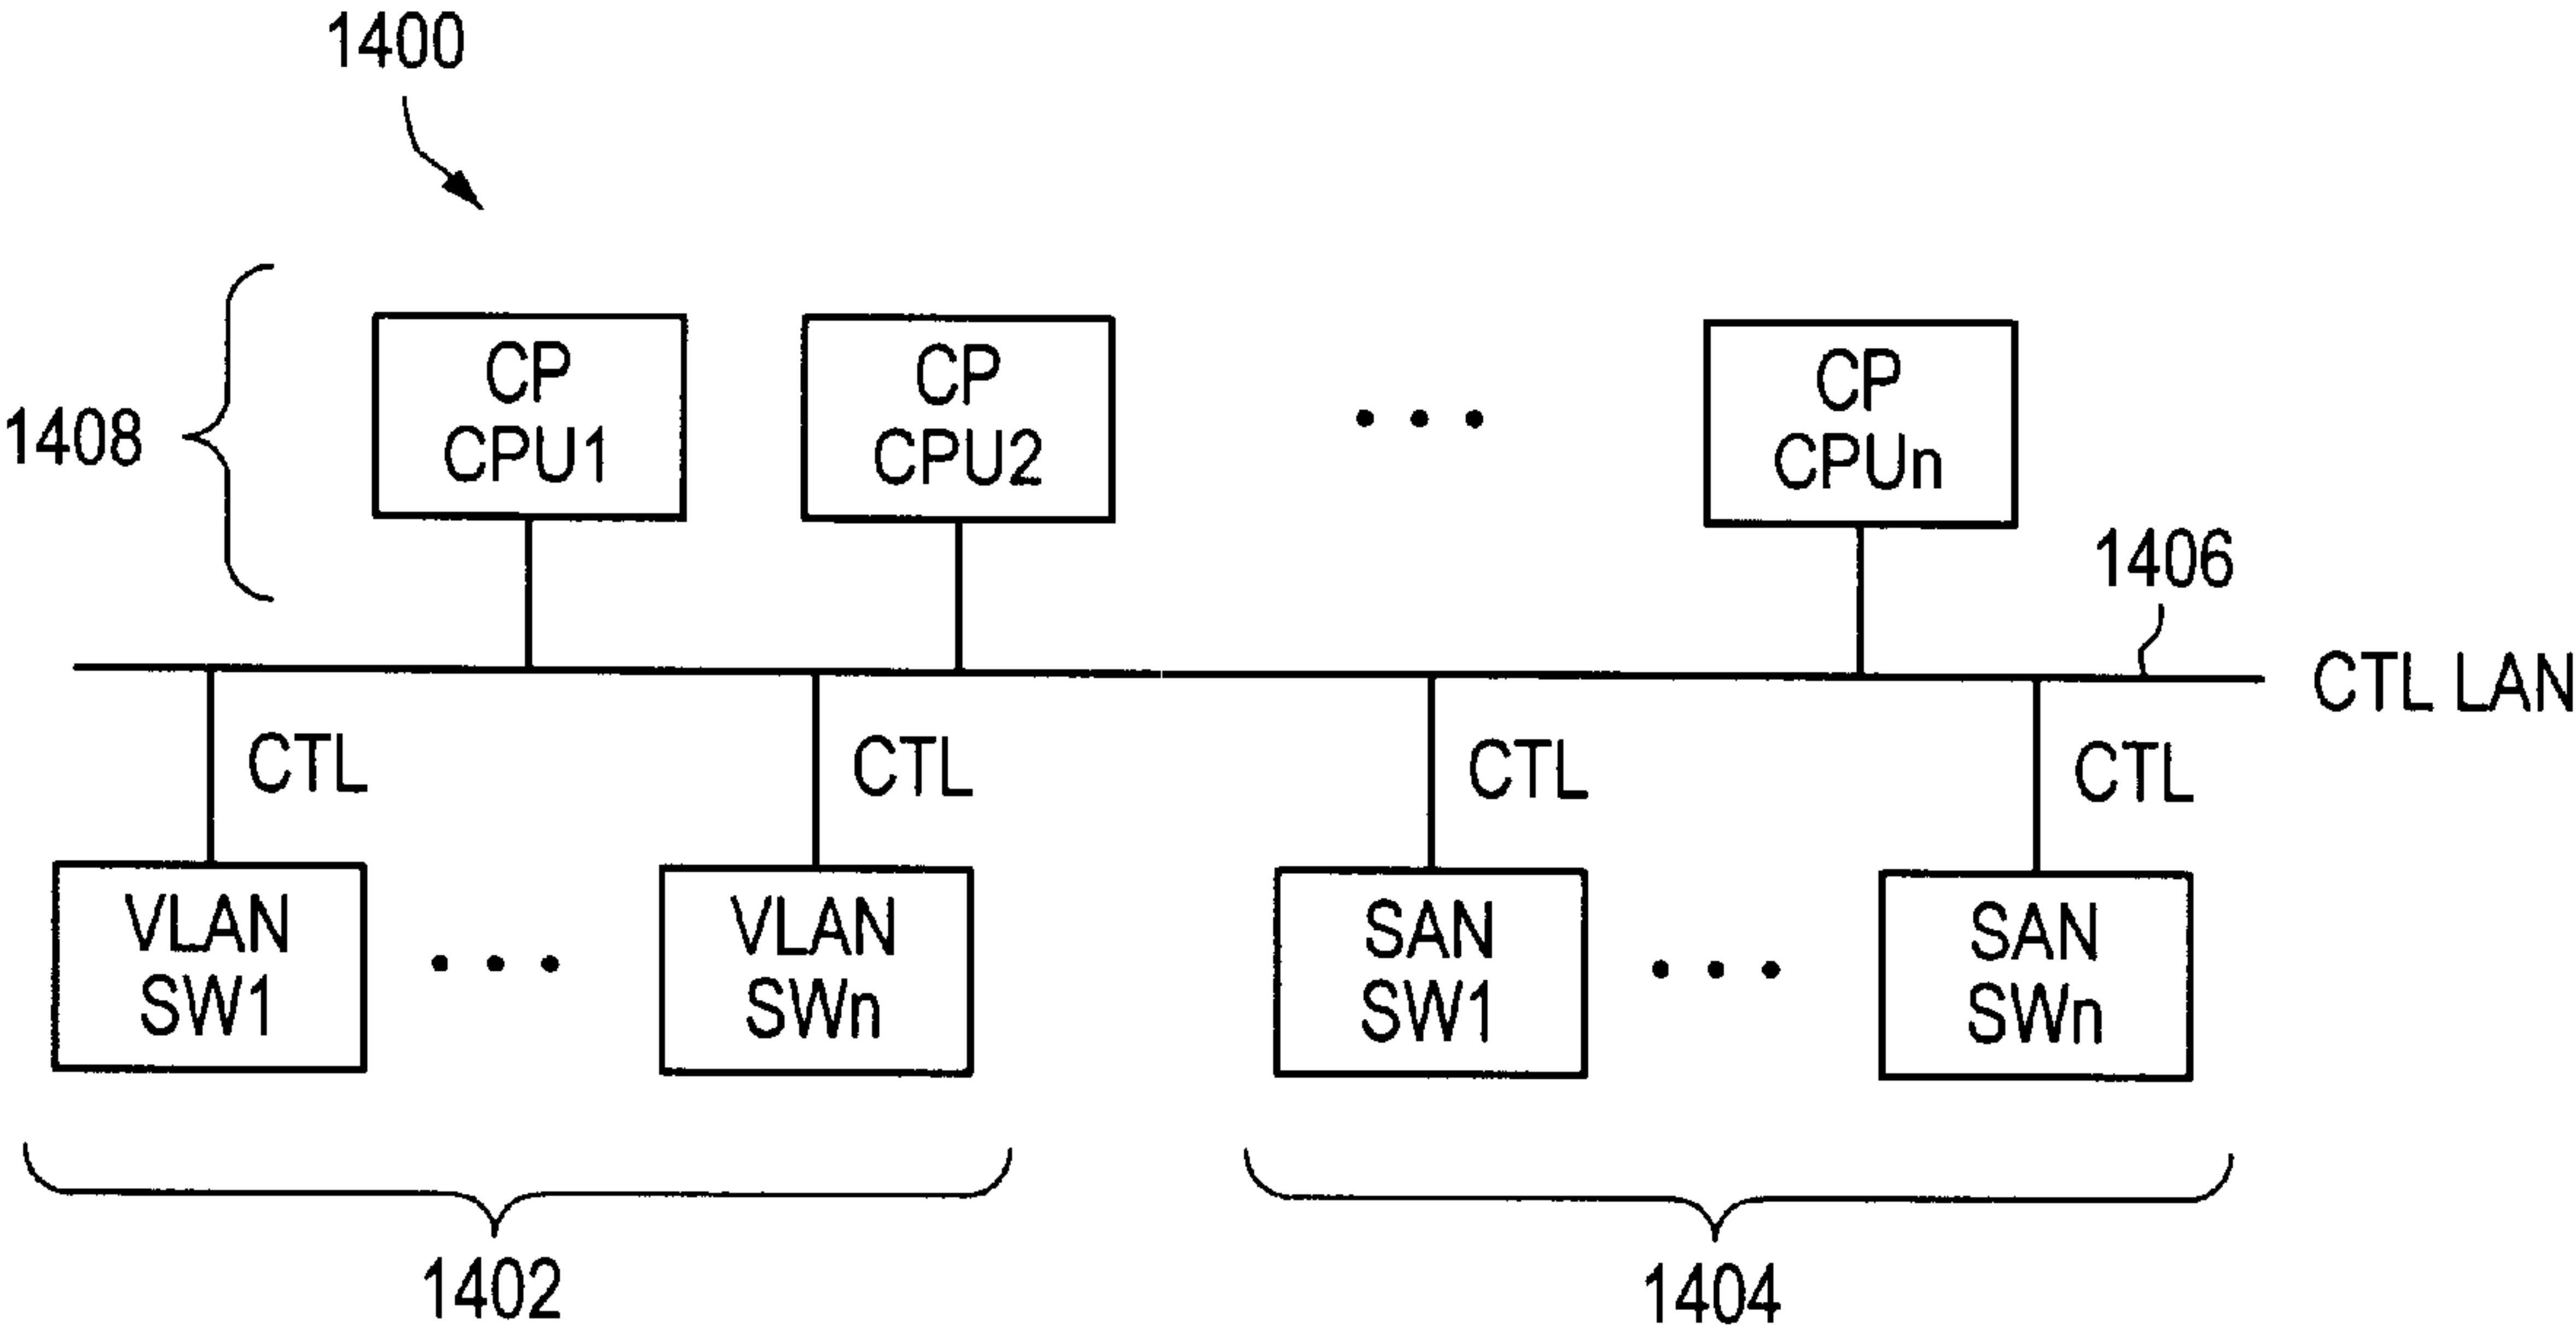 1400
1408
CP
CPU1
CP
CPU2
CP
CPUn
1406
CTL LAN
CTL
CTL
CTL
CTL
VLAN
SW1
VLAN
SWn
SAN
SW1
SAN
SWn
1402
1404